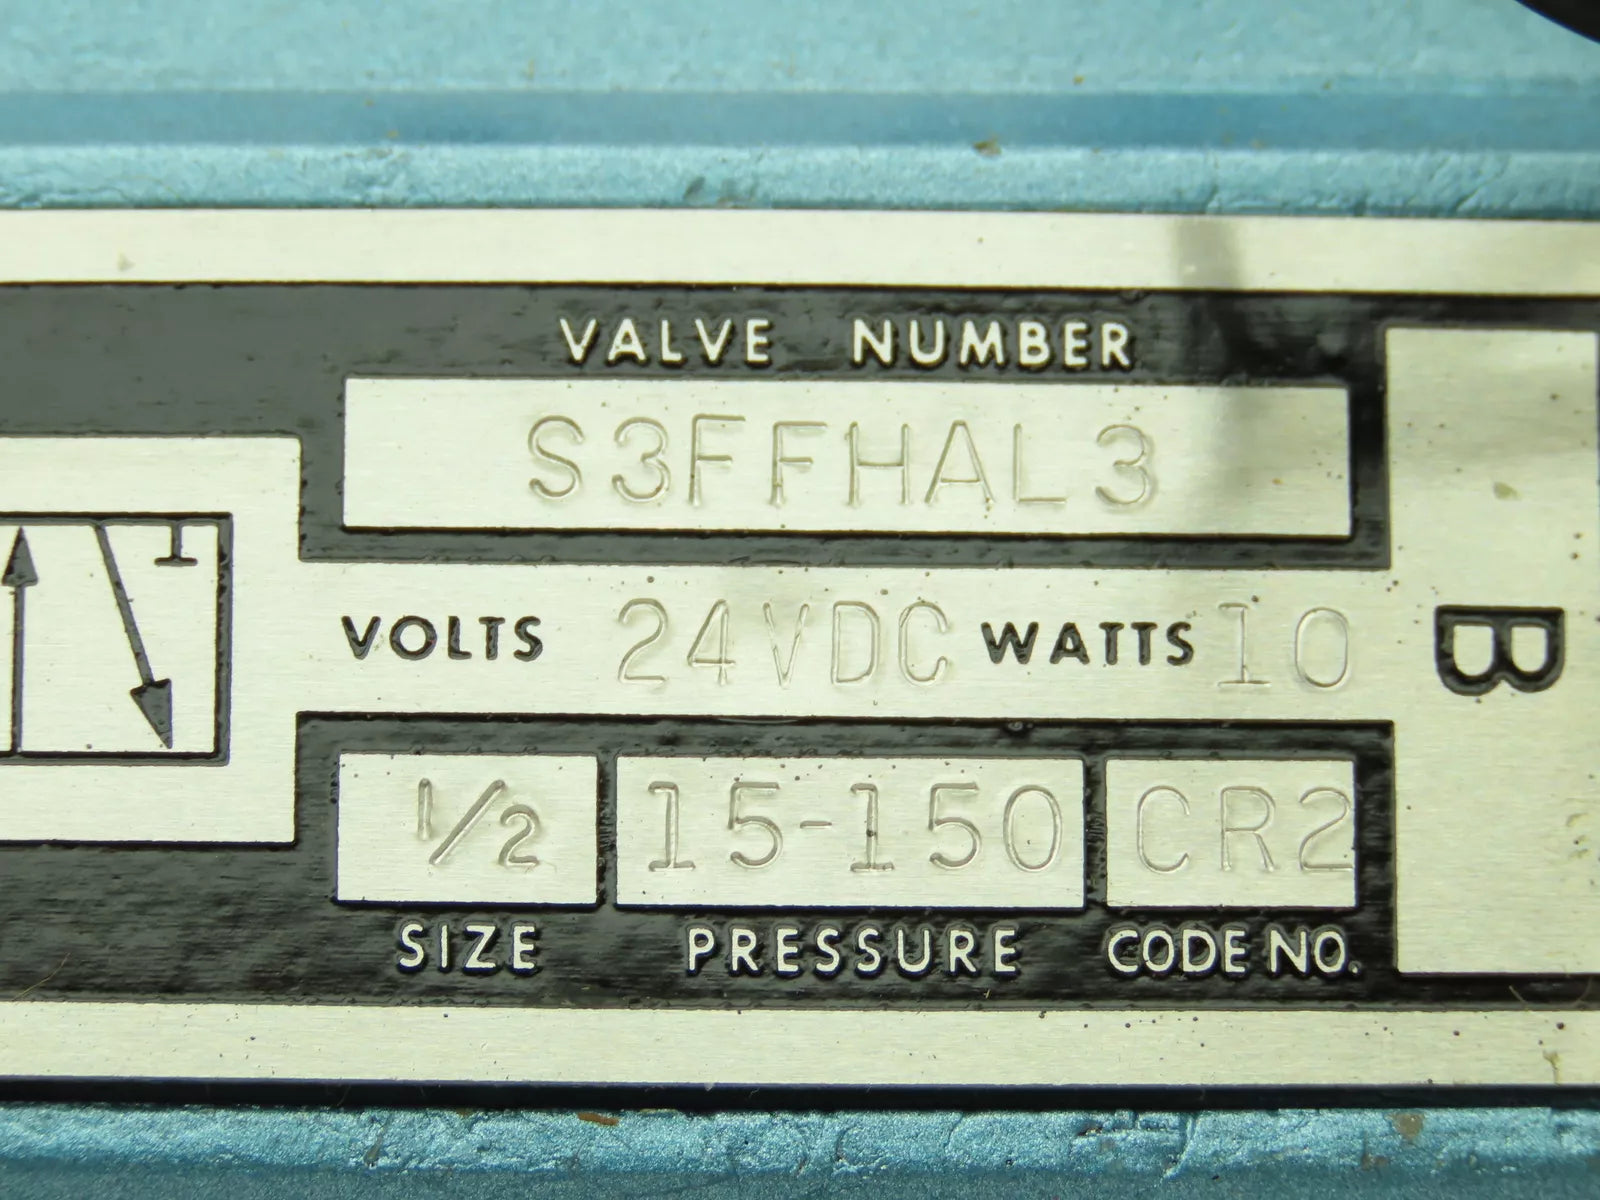 VALVE NUMBER
S3FFHAL3
VOLTS 24VDC WATTS 10
B
1/2 15-150 CR2
SIZE PRESSURE CODE NO.